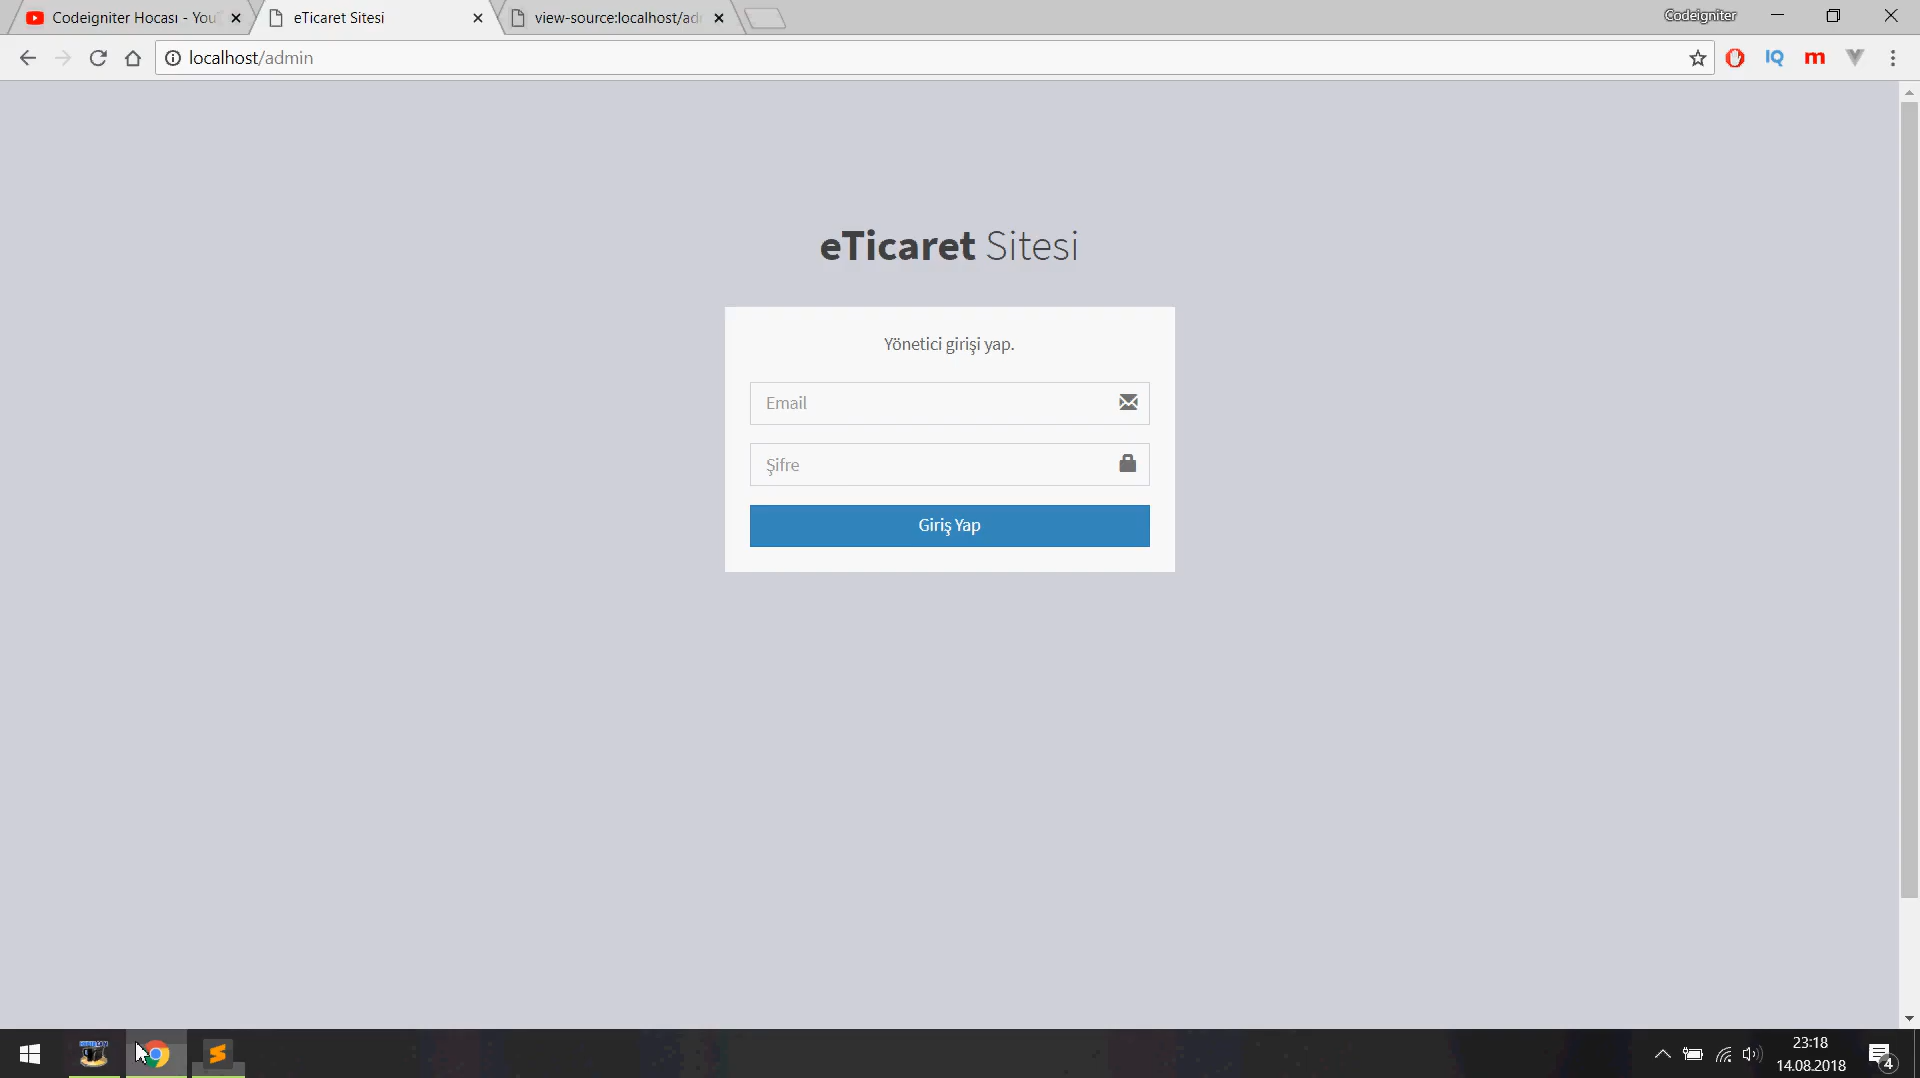 Codeigniter Hocası - You
eTicaret Sitesi
view-source:localhost/ad
Codeigniter
localhost/admin
IQ
m
eTicaret Sitesi
Yönetici girişi yap.
Email
Şifre
Giriş Yap
23:18
14.08.2018
4